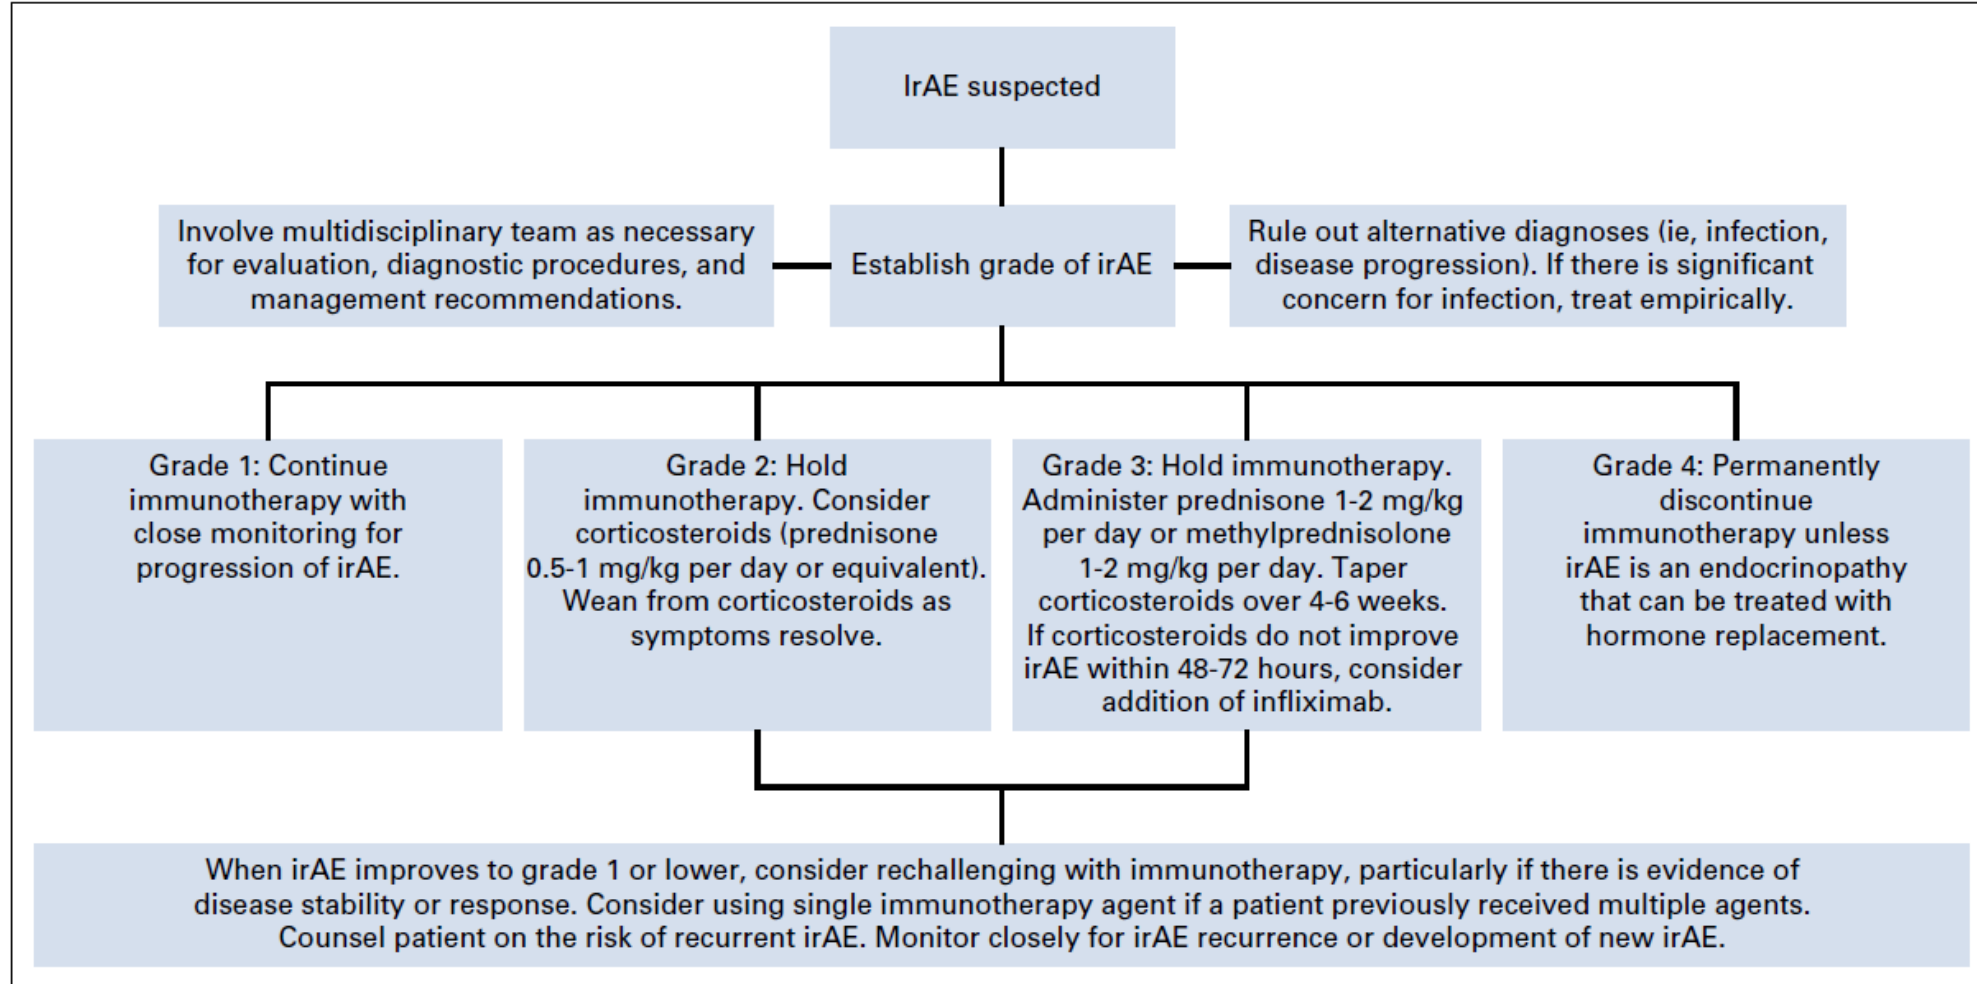 IrAE suspected
Involve multidisciplinary team as necessary
for evaluation, diagnostic procedures, and
management recommendations.
Establish grade of irAE
Rule out alternative diagnoses (ie, infection,
disease progression). If there is significant
concern for infection, treat empirically.
Grade 1: Continue
immunotherapy with
close monitoring for
progression of irAE.
Grade 2: Hold
immunotherapy. Consider
corticosteroids (prednisone
0.5-1 mg/kg per day or equivalent).
Wean from corticosteroids as
symptoms resolve.
Grade 3: Hold immunotherapy.
Administer prednisone 1-2 mg/kg
per day or methylprednisolone
1-2 mg/kg per day. Taper
corticosteroids over 4-6 weeks.
If corticosteroids do not improve
irAE within 48-72 hours, consider
addition of infliximab.
Grade 4: Permanently
discontinue
immunotherapy unless
irAE is an endocrinopathy
that can be treated with
hormone replacement.
When irAE improves to grade 1 or lower, consider rechallenging with immunotherapy, particularly if there is evidence of
disease stability or response. Consider using single immunotherapy agent if a patient previously received multiple agents.
Counsel patient on the risk of recurrent irAE. Monitor closely for irAE recurrence or development of new irAE.